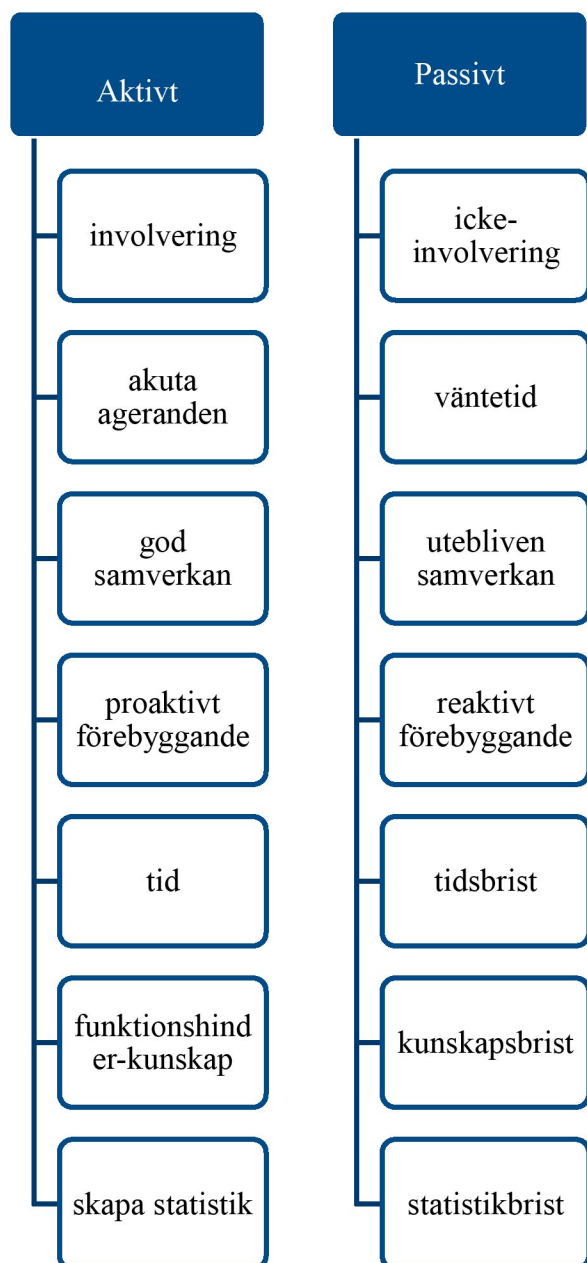 Aktivt
involvering
akuta
ageranden
god
samverkan
proaktivt
förebyggande
tid
funktionshind
er-kunskap
skapa statistik
Passivt
icke-
involvering
väntetid
utebliven
samverkan
reaktivt
förebyggande
tidsbrist
kunskapsbrist
statistikbrist